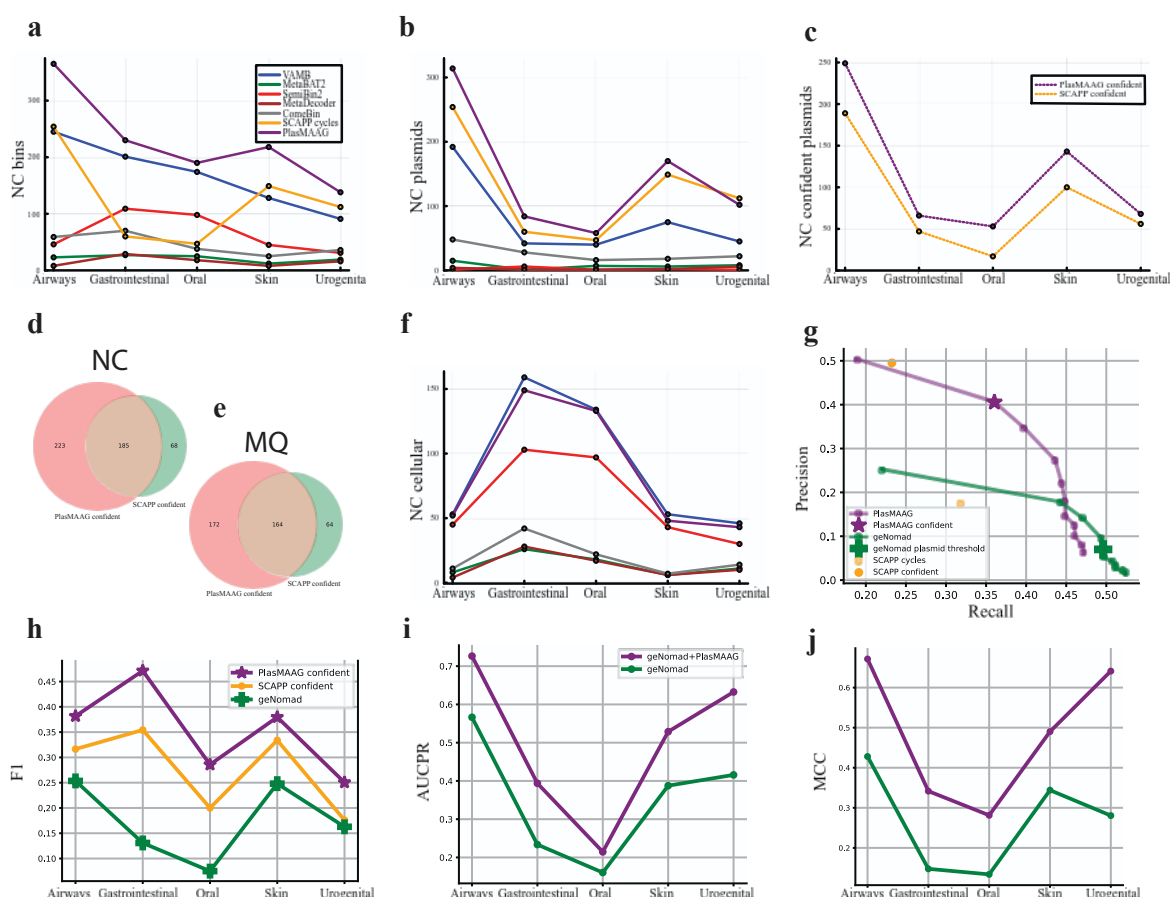 a
NC bins
300
200
100
0
VAMB
MetaBAT2
SemiBin2
MetaDecoder
ComeBin
SCAPP cycles
PlasMAAG
Airways
Gastrointestinal
Oral
Skin
Urogenital
b
NC plasmids
300
200
100
0
Airways
Gastrointestinal
Oral
Skin
Urogenital
c
NC confident plasmids
250
200
150
100
50
0
PlasMAAG confident
SCAPP confident
Airways
Gastrointestinal
Oral
Skin
Urogenital
d
NC
223
185
68
SCAPP confident
PlasMAAG confident
e
MQ
172
164
64
SCAPP confident
PlasMAAG confident
f
NC cellular
150
100
50
0
Airways
Gastrointestinal
Oral
Skin
Urogenital
g
Precision
0.5
0.4
0.3
0.2
0.1
0.0
PlasMAAG
PlasMAAG confident
geNomad
geNomad plasmid threshold
SCAPP cycles
SCAPP confident
0.20
0.25
0.30
0.35
0.40
0.45
0.50
Recall
h
F1
0.45
0.40
0.35
0.30
0.25
0.20
0.15
0.10
PlasMAAG confident
SCAPP confident
geNomad
Airways
Gastrointestinal
Oral
Skin
Urogenital
i
AUCPR
0.7
0.6
0.5
0.4
0.3
0.2
geNomad+PlasMAAG
geNomad
Airways
Gastrointestinal
Oral
Skin
Urogenital
j
MCC
0.6
0.5
0.4
0.3
0.2
Airways
Gastrointestinal
Oral
Skin
Urogenital